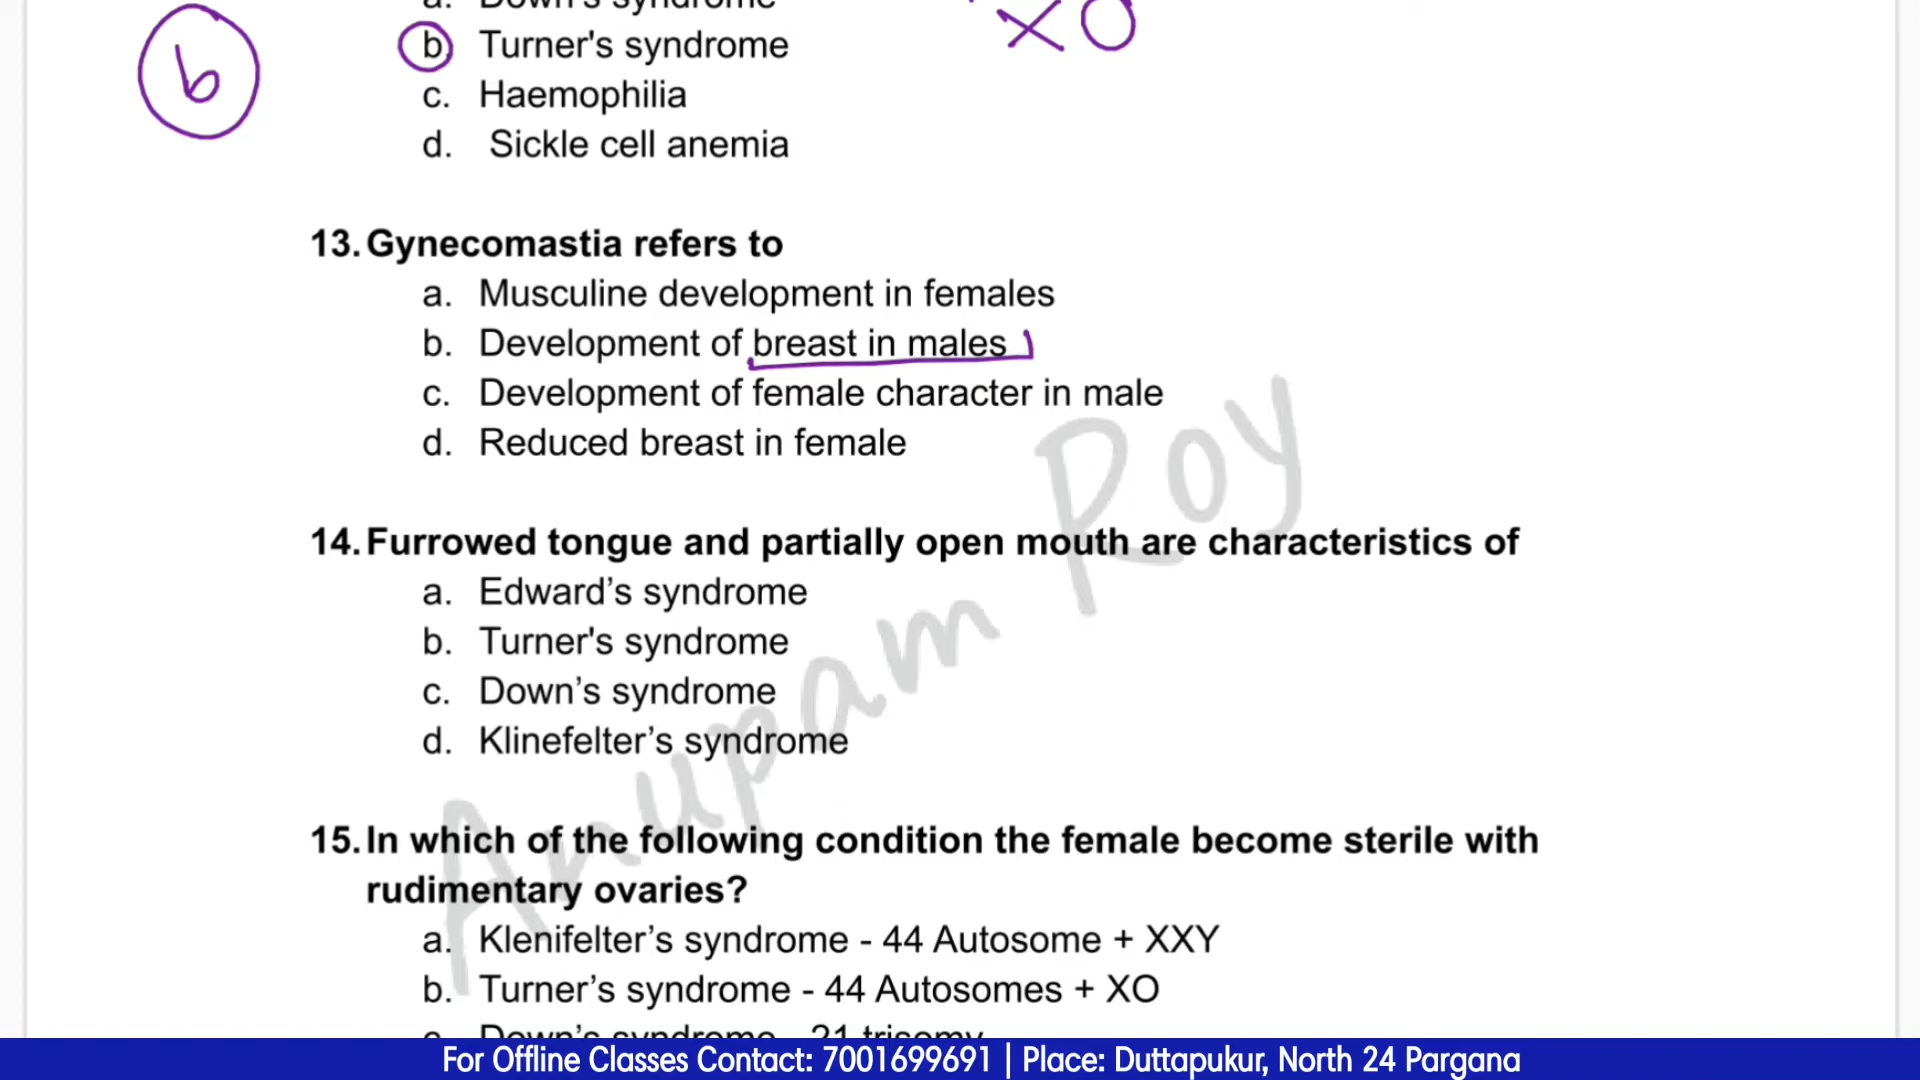 XO
b
b. Turner's syndrome
c. Haemophilia
d. Sickle cell anemia
13. Gynecomastia refers to
a. Musculine development in females
b. Development of breast in males
c. Development of female character in male
d. Reduced breast in female
14. Furrowed tongue and partially open mouth are characteristics of
a. Edward’s syndrome
b. Turner's syndrome
c. Down’s syndrome
d. Klinefelter’s syndrome
15. In which of the following condition the female become sterile with
rudimentary ovaries?
a. Klenifelter’s syndrome - 44 Autosome + XXY
b. Turner’s syndrome - 44 Autosomes + XO
Down’s syndrome - 21 trisomy
Anupam Roy
For Offline Classes Contact: 7001699691 | Place: Duttapukur, North 24 Pargana